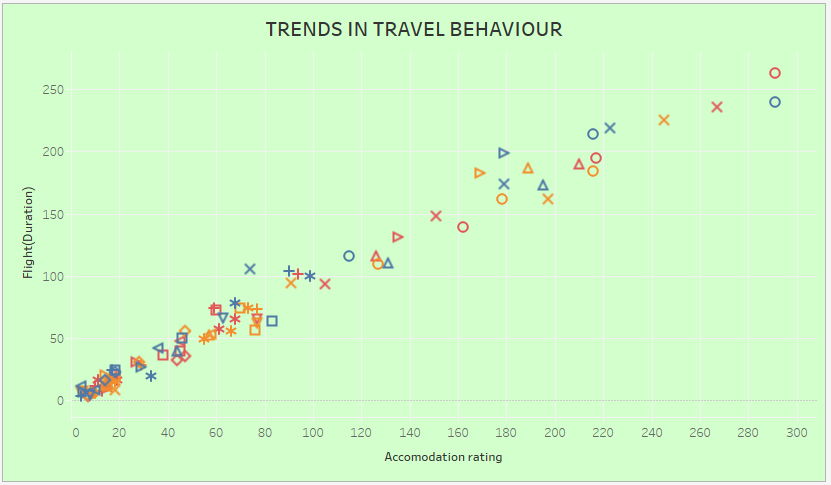 TRENDS IN TRAVEL BEHAVIOUR
250
200
150
100
50
0
Flight(Duration)
0 20 40 60 80 100 120 140 160 180 200 220 240 260 280 300
Accomodation rating